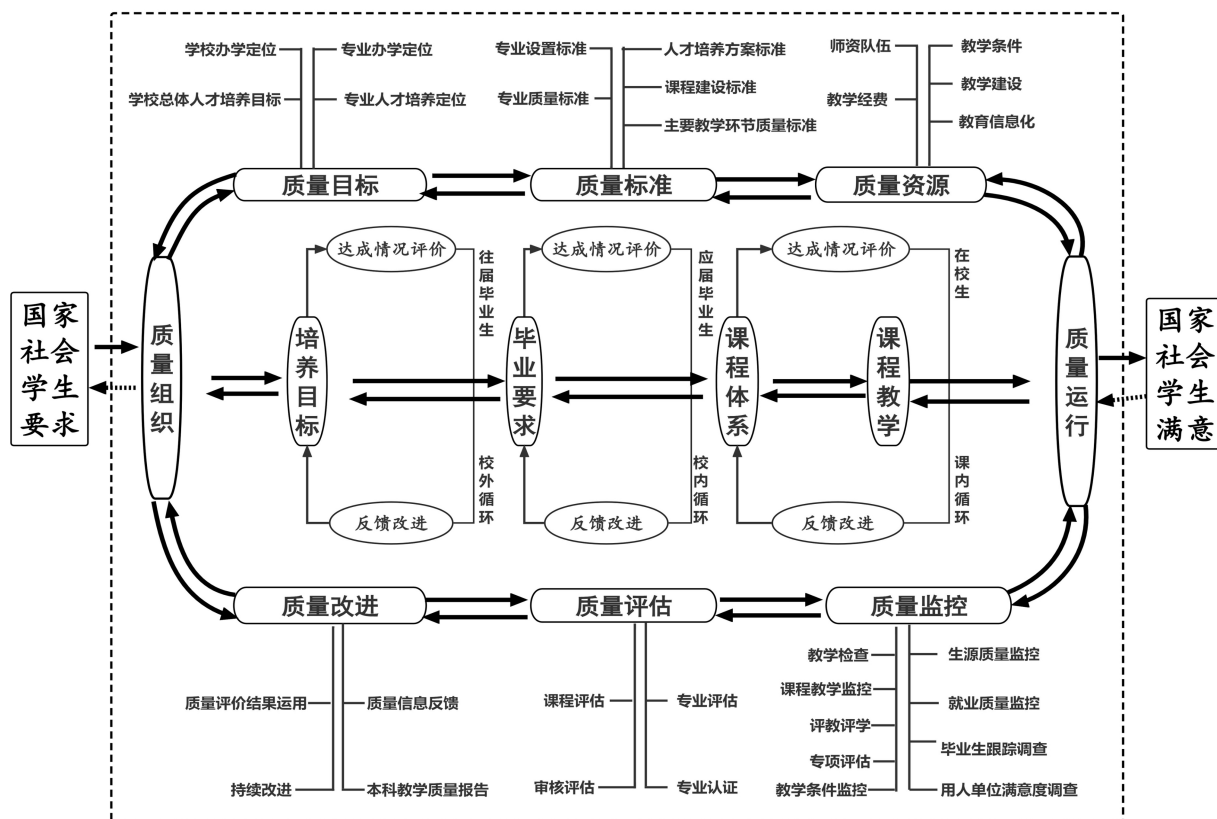 学校办学定位
专业办学定位
学校总体人才培养目标
专业人才培养定位
专业设置标准
人才培养方案标准
课程建设标准
专业质量标准
主要教学环节质量标准
师资队伍
教学条件
教学建设
教学经费
教育信息化
质量目标
质量标准
质量资源
达成情况评价
往届毕业生
达成情况评价
应届毕业生
达成情况评价
在校生
国家
社会
学生
要求
质量组织
培养目标
毕业要求
课程体系
课程教学
质量运行
国家
社会
学生
满意
反馈改进
校外循环
反馈改进
校内循环
反馈改进
课内循环
质量改进
质量评估
质量监控
质量评价结果运用
质量信息反馈
持续改进
本科教学质量报告
课程评估
专业评估
审核评估
专业认证
教学检查
生源质量监控
课程教学监控
就业质量监控
评教评学
毕业生跟踪调查
专项评估
教学条件监控
用人单位满意度调查